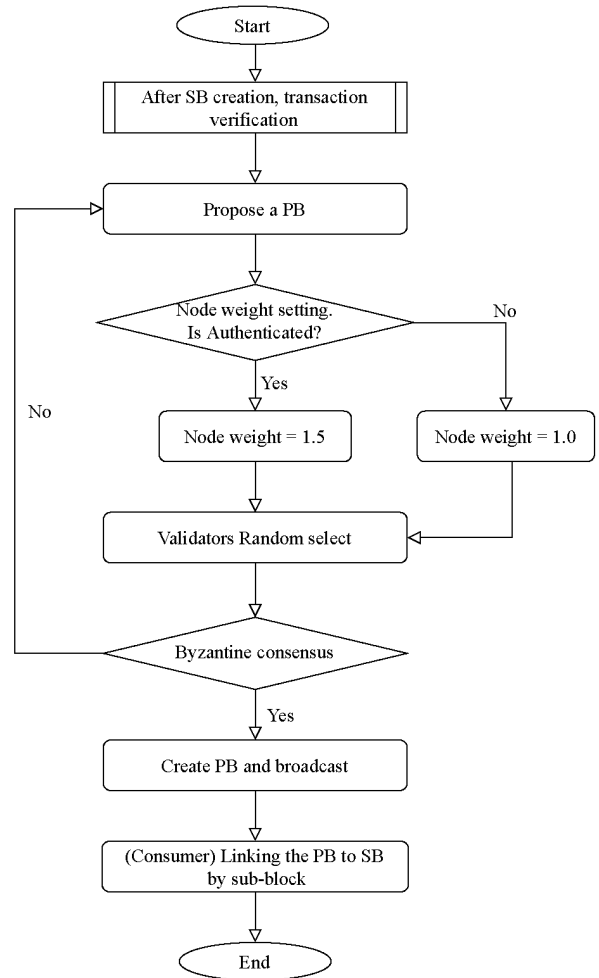 Start
After SB creation, transaction
verification
Propose a PB
Node weight setting.
Is Authenticated?
No
Yes
No
Node weight = 1.5
Node weight = 1.0
Validators Random select
Byzantine consensus
Yes
Create PB and broadcast
(Consumer) Linking the PB to SB
by sub-block
End